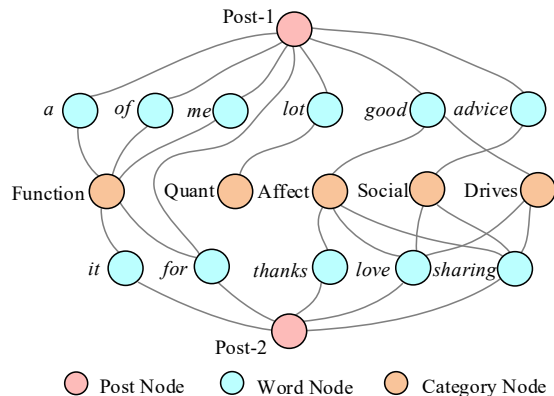 Post-1
a of me lot good advice
Function Quant Affect Social Drives
it for thanks love sharing
Post-2
Post Node Word Node Category Node